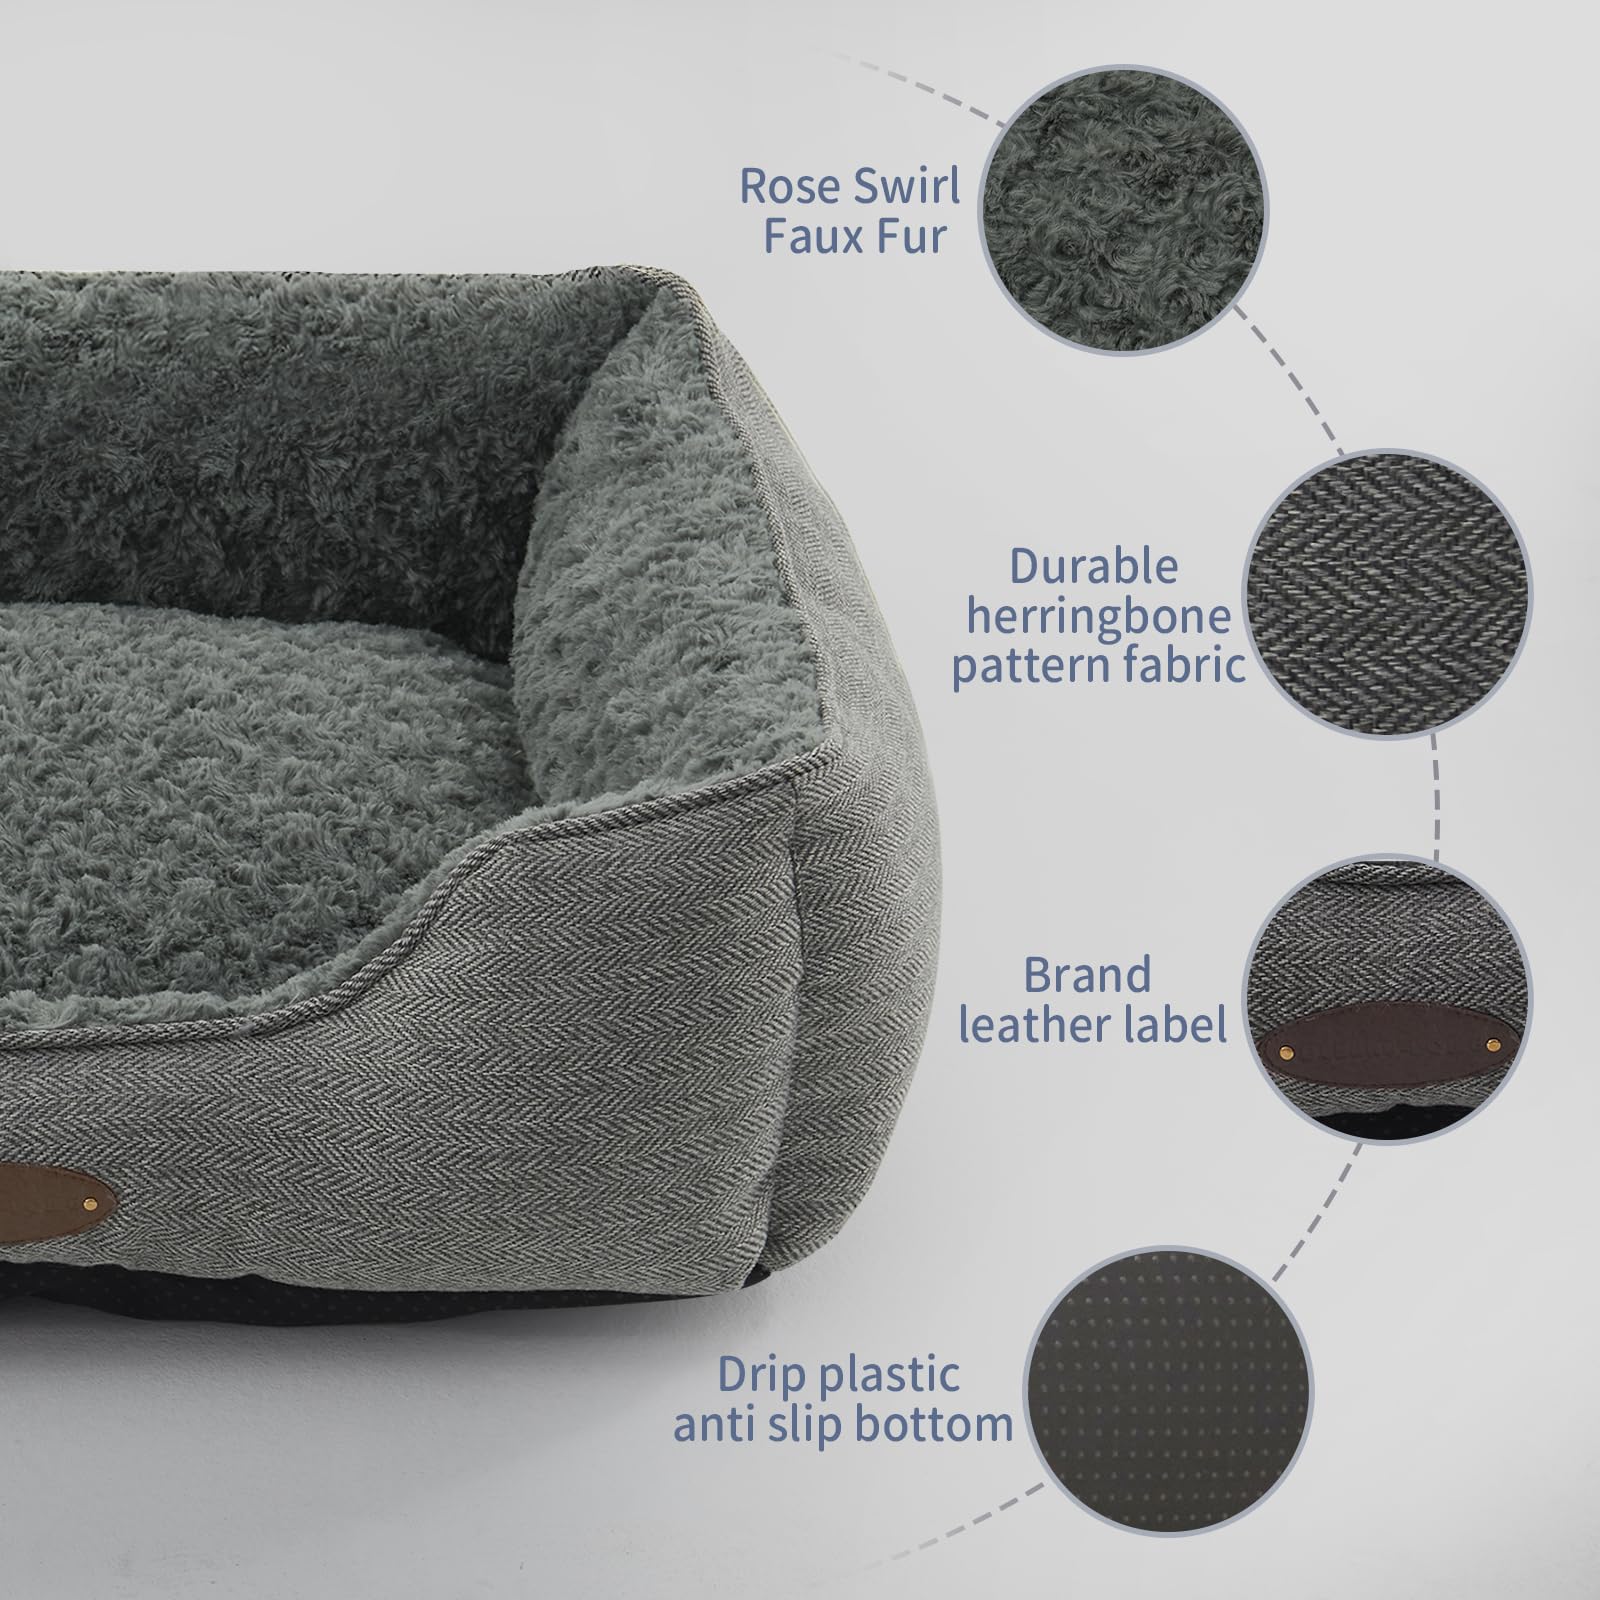 Rose Swirl
Faux Fur
Durable
herringbone
pattern fabric
Brand
leather label
Drip plastic
anti slip bottom